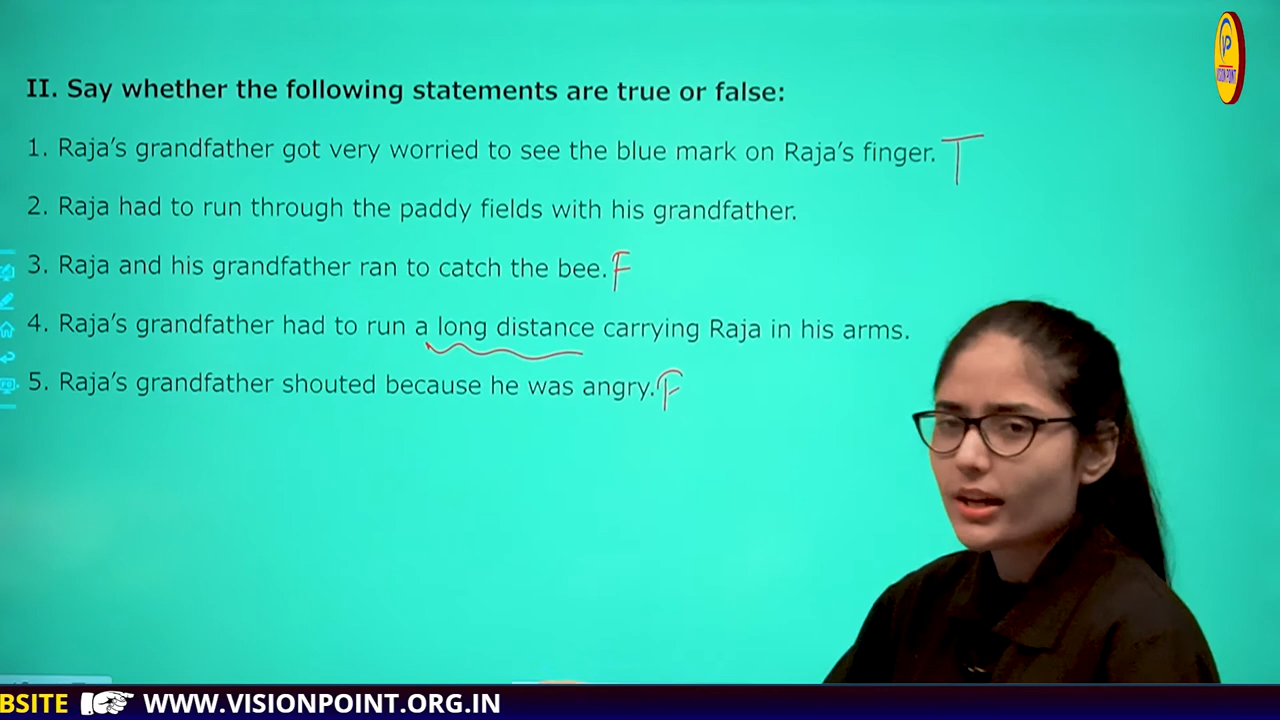 II. Say whether the following statements are true or false:
1. Raja's grandfather got very worried to see the blue mark on Raja's finger. T
2. Raja had to run through the paddy fields with his grandfather.
3. Raja and his grandfather ran to catch the bee. F
4. Raja's grandfather had to run a long distance carrying Raja in his arms.
5. Raja's grandfather shouted because he was angry. F
VP
VISION POINT
BSITE WWW.VISIONPOINT.ORG.IN